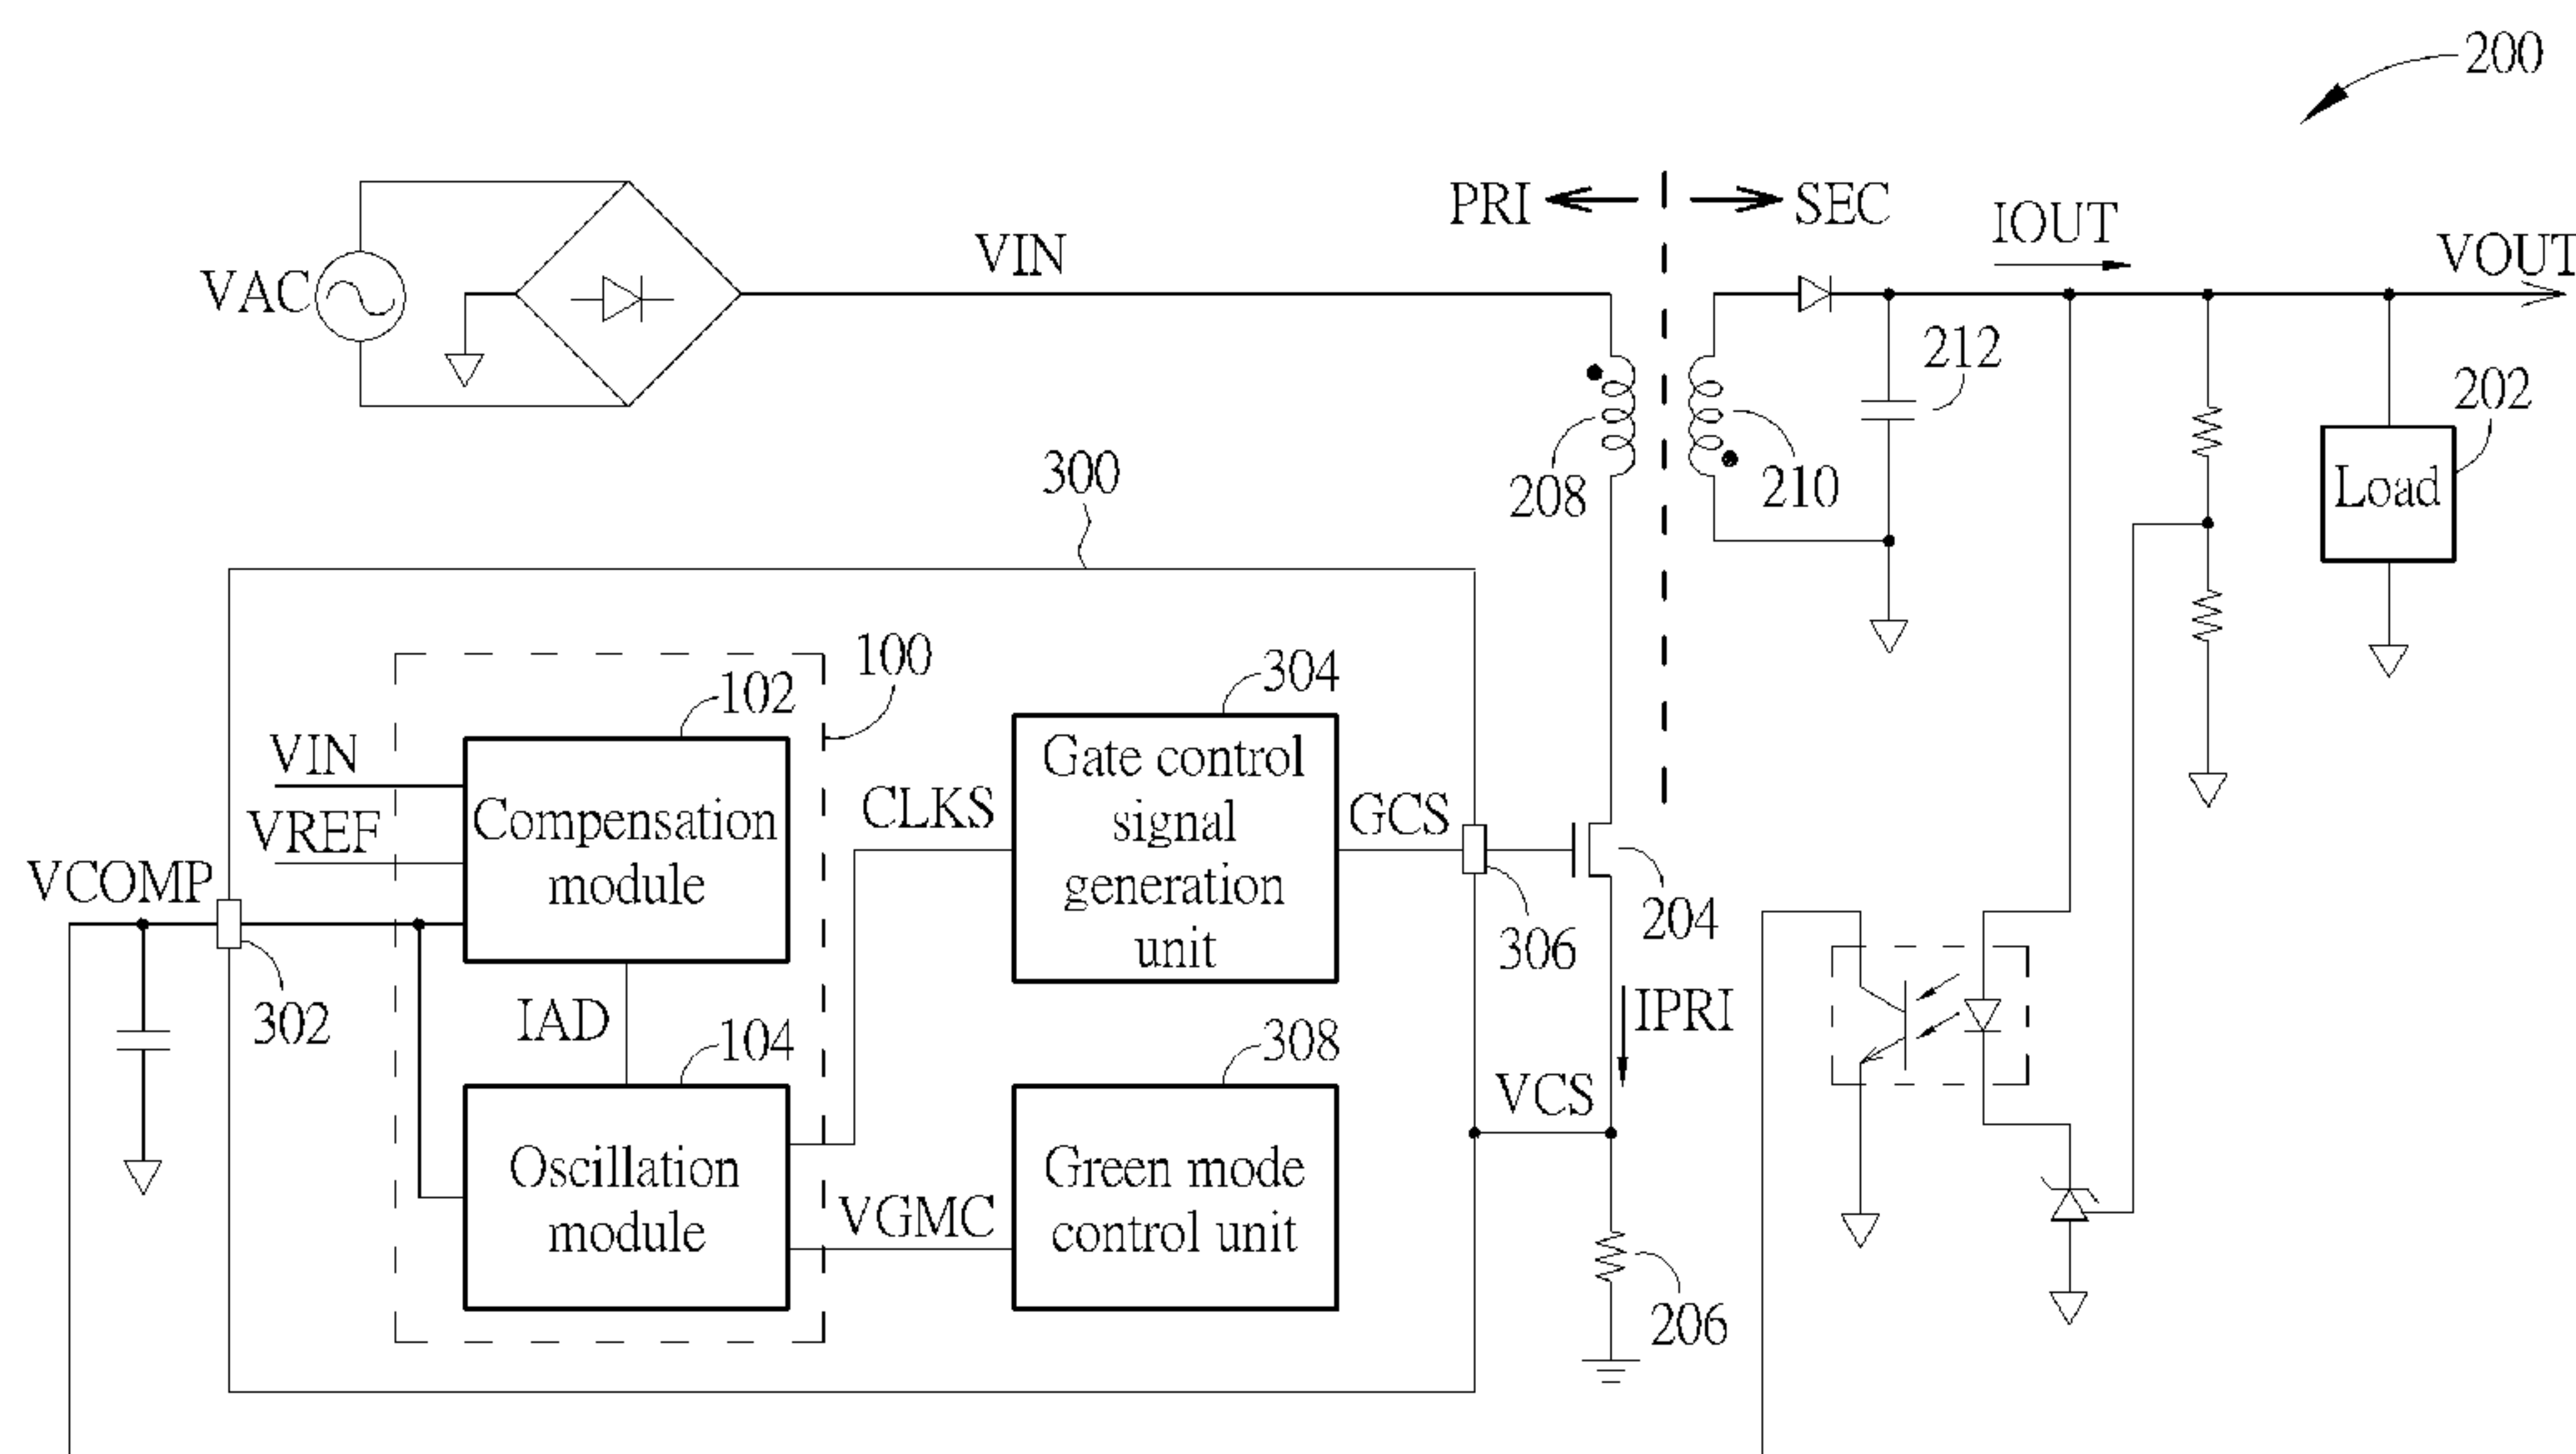 200
PRI
SEC
IOUT
VOUT
VIN
VAC
212
202
Load
208
210
300
100
102
304
VIN
VREF
VCOMP
Compensation
module
CLKS
Gate control
signal
generation
unit
GCS
204
306
302
IAD
IPRI
104
308
VCS
Oscillation
module
VGMC
Green mode
control unit
206